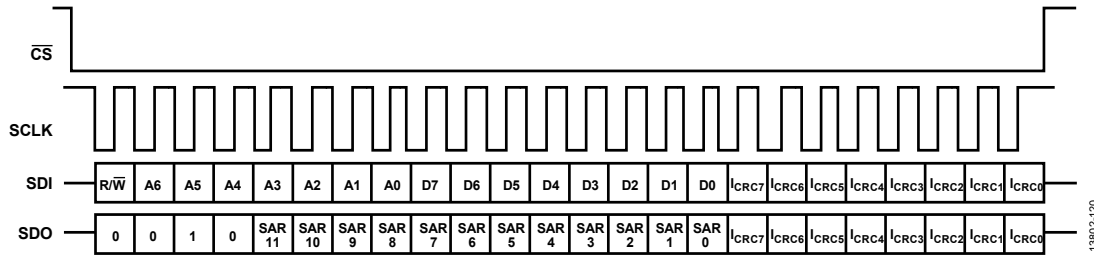 CS
SCLK
SDI R/W A6 A5 A4 A3 A2 A1 A0 D7 D6 D5 D4 D3 D2 D1 D0 ICRC7 ICRC6 ICRC5 ICRC4 ICRC3 ICRC2 ICRC1 ICRC0
SDO 0 0 1 0 SAR 11 SAR 10 SAR 9 SAR 8 SAR 7 SAR 6 SAR 5 SAR 4 SAR 3 SAR 2 SAR 1 SAR 0 ICRC7 ICRC6 ICRC5 ICRC4 ICRC3 ICRC2 ICRC1 ICRC0
13802-120